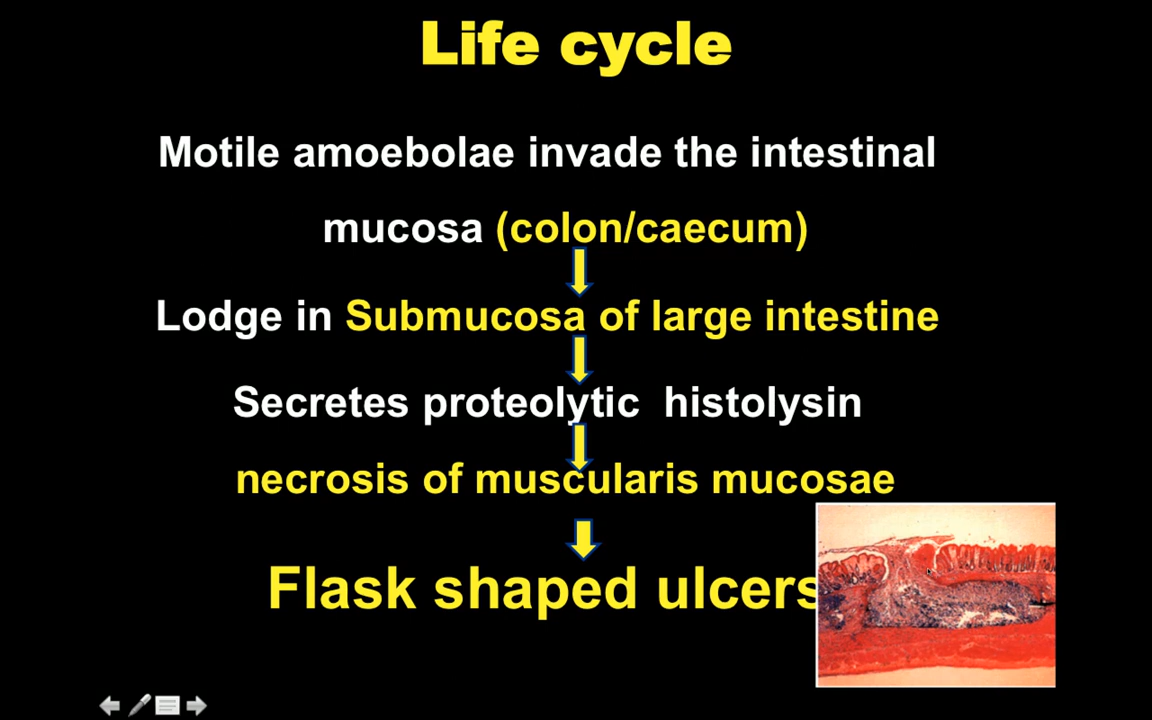 Life cycle
Motile amoebolae invade the intestinal
mucosa (colon/caecum)
Lodge in Submucosa of large intestine
Secretes proteolytic  histolysin
necrosis of muscularis mucosae
Flask shaped ulcers